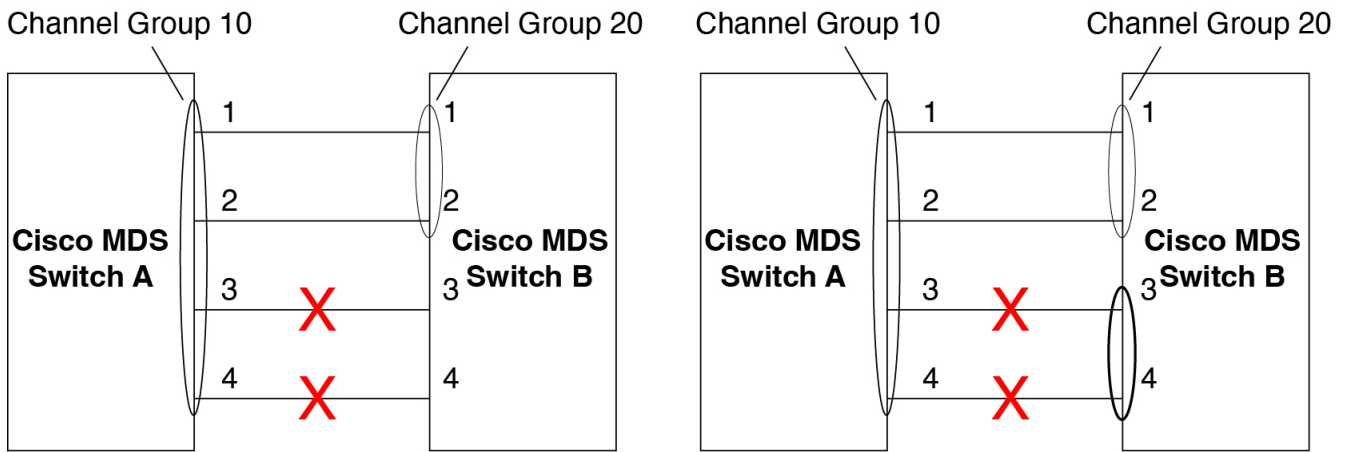 Channel Group 10
Channel Group 20
1
1
2
2
Cisco MDS
Switch A
Cisco MDS
Switch B
3
3
X
4
4
X
Channel Group 10
Channel Group 20
1
1
2
2
Cisco MDS
Switch A
Cisco MDS
Switch B
3
3
X
4
4
X